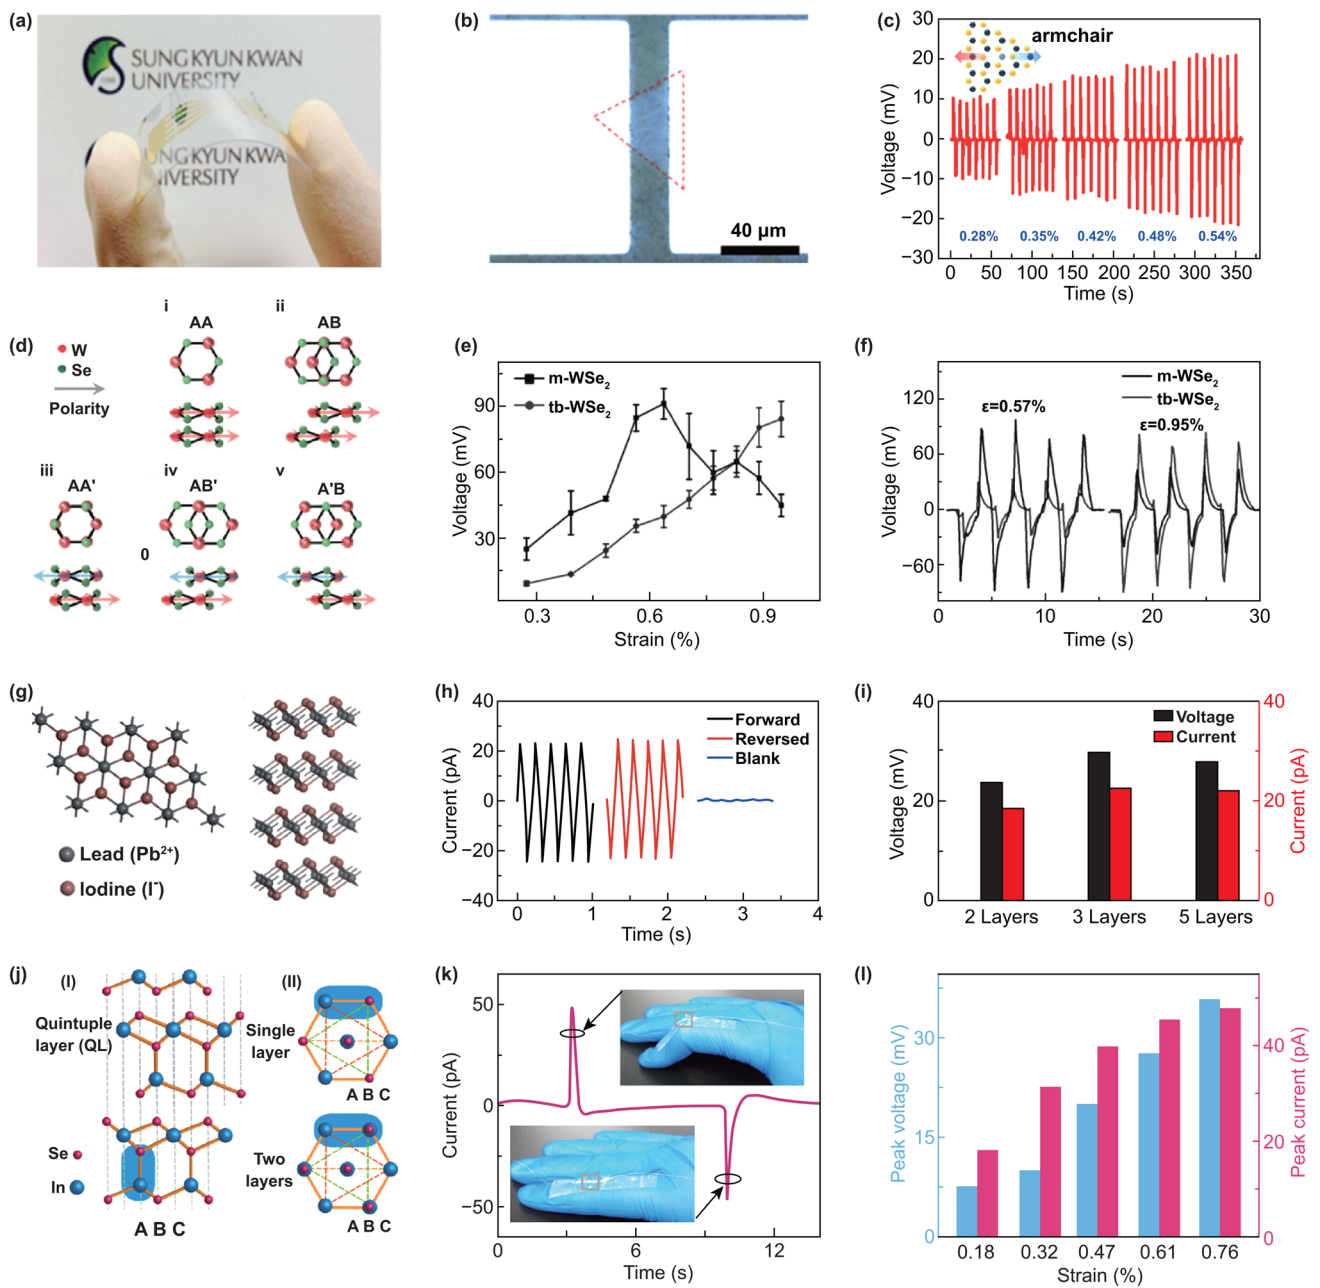 (a)
SUNGKYUNKWAN
UNIVERSITY
UNGKYUNKWA
NIVERSITY
(b)
40 μm
(c)
armchair
Voltage (mV)
30
20
10
0
−10
−20
−30
0.28% 0.35% 0.42% 0.48% 0.54%
0 50 100 150 200 250 300 350
Time (s)
(d)
W
Se
Polarity
i
AA
ii
AB
iii
AA'
iv
AB'
v
A'B
0
(e)
m-WSe₂
tb-WSe₂
Voltage (mV)
90
60
30
0.3 0.6 0.9
Strain (%)
(f)
m-WSe₂
tb-WSe₂
ε=0.57%
ε=0.95%
Voltage (mV)
120
60
0
−60
0 10 20 30
Time (s)
(g)
Lead (Pb²⁺)
Iodine (I⁻)
(h)
Forward
Reversed
Blank
Current (pA)
40
20
0
−20
−40
0 1 2 3 4
Time (s)
(i)
Voltage
Current
Voltage (mV)
40
20
0
Current (pA)
40
20
0
2 Layers 3 Layers 5 Layers
(j)
(I)
Quintuple
layer (QL)
Se
In
A B C
(II)
Single
layer
A B C
Two
layers
A B C
(k)
Current (pA)
50
0
−50
0 6 12
Time (s)
(l)
Peak voltage (mV)
30
15
0
Peak current (pA)
40
20
0
0.18 0.32 0.47 0.61 0.76
Strain (%)